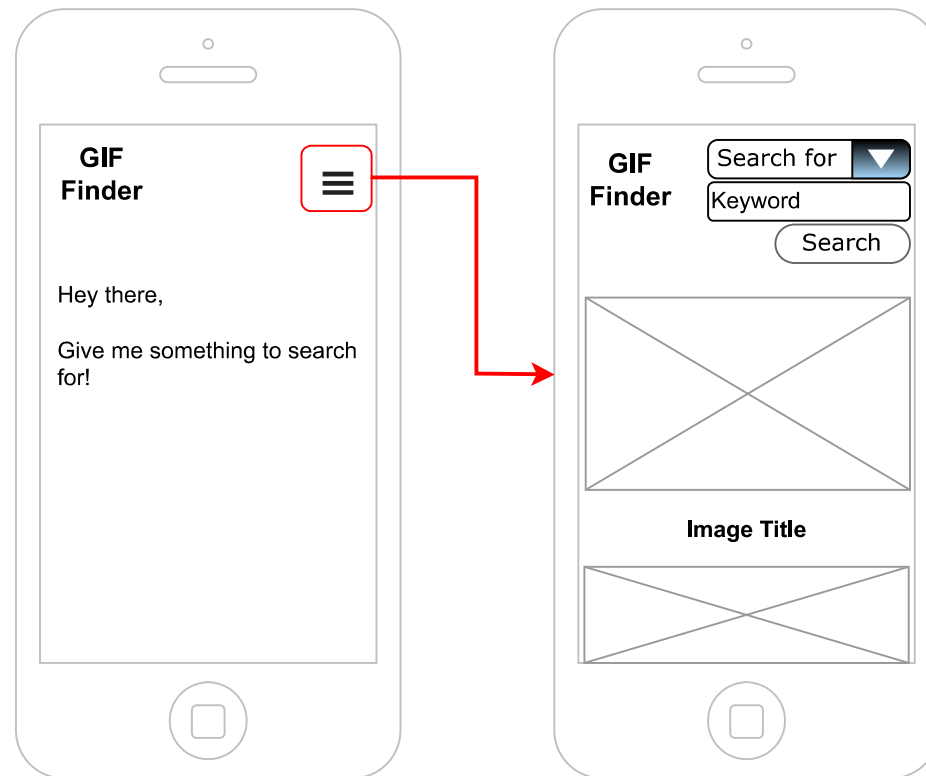 GIF
Finder
Hey there,
Give me something to search
for!
GIF
Finder
Search for
Keyword
Search
Image Title